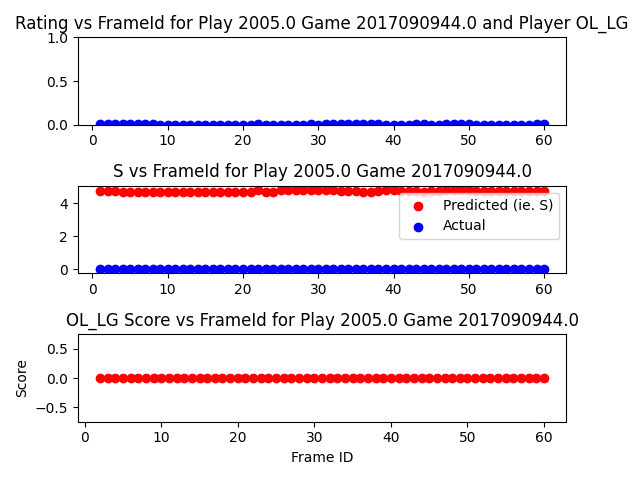 Rating vs FrameId for Play 2005.0 Game 2017090944.0 and Player OL_LG
1.0
0.5
0.0
0 10 20 30 40 50 60
S vs FrameId for Play 2005.0 Game 2017090944.0
4
2
0
Predicted (ie. S)
Actual
0 10 20 30 40 50 60
OL_LG Score vs FrameId for Play 2005.0 Game 2017090944.0
Score
0.5
0.0
−0.5
0 10 20 30 40 50 60
Frame ID